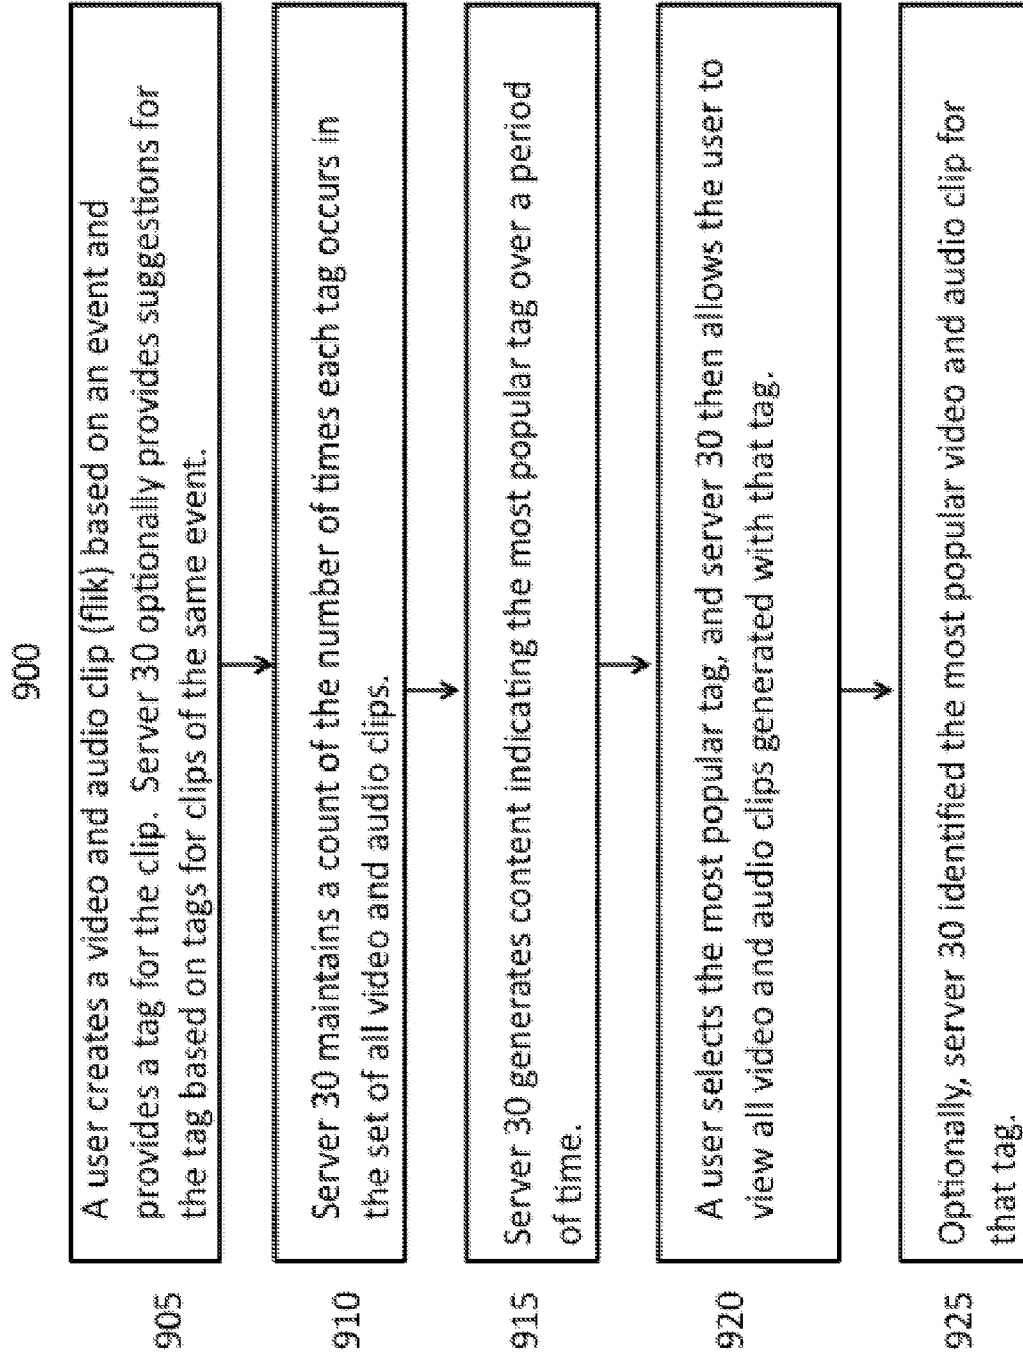 900
905
A user creates a video and audio clip (flik) based on an event and
provides a tag for the clip. Server 30 optionally provides suggestions for
the tag based on tags for clips of the same event.
910
Server 30 maintains a count of the number of times each tag occurs in
the set of all video and audio clips.
915
Server 30 generates content indicating the most popular tag over a period
of time.
920
A user selects the most popular tag, and server 30 then allows the user to
view all video and audio clips generated with that tag.
925
Optionally, server 30 identified the most popular video and audio clip for
that tag.